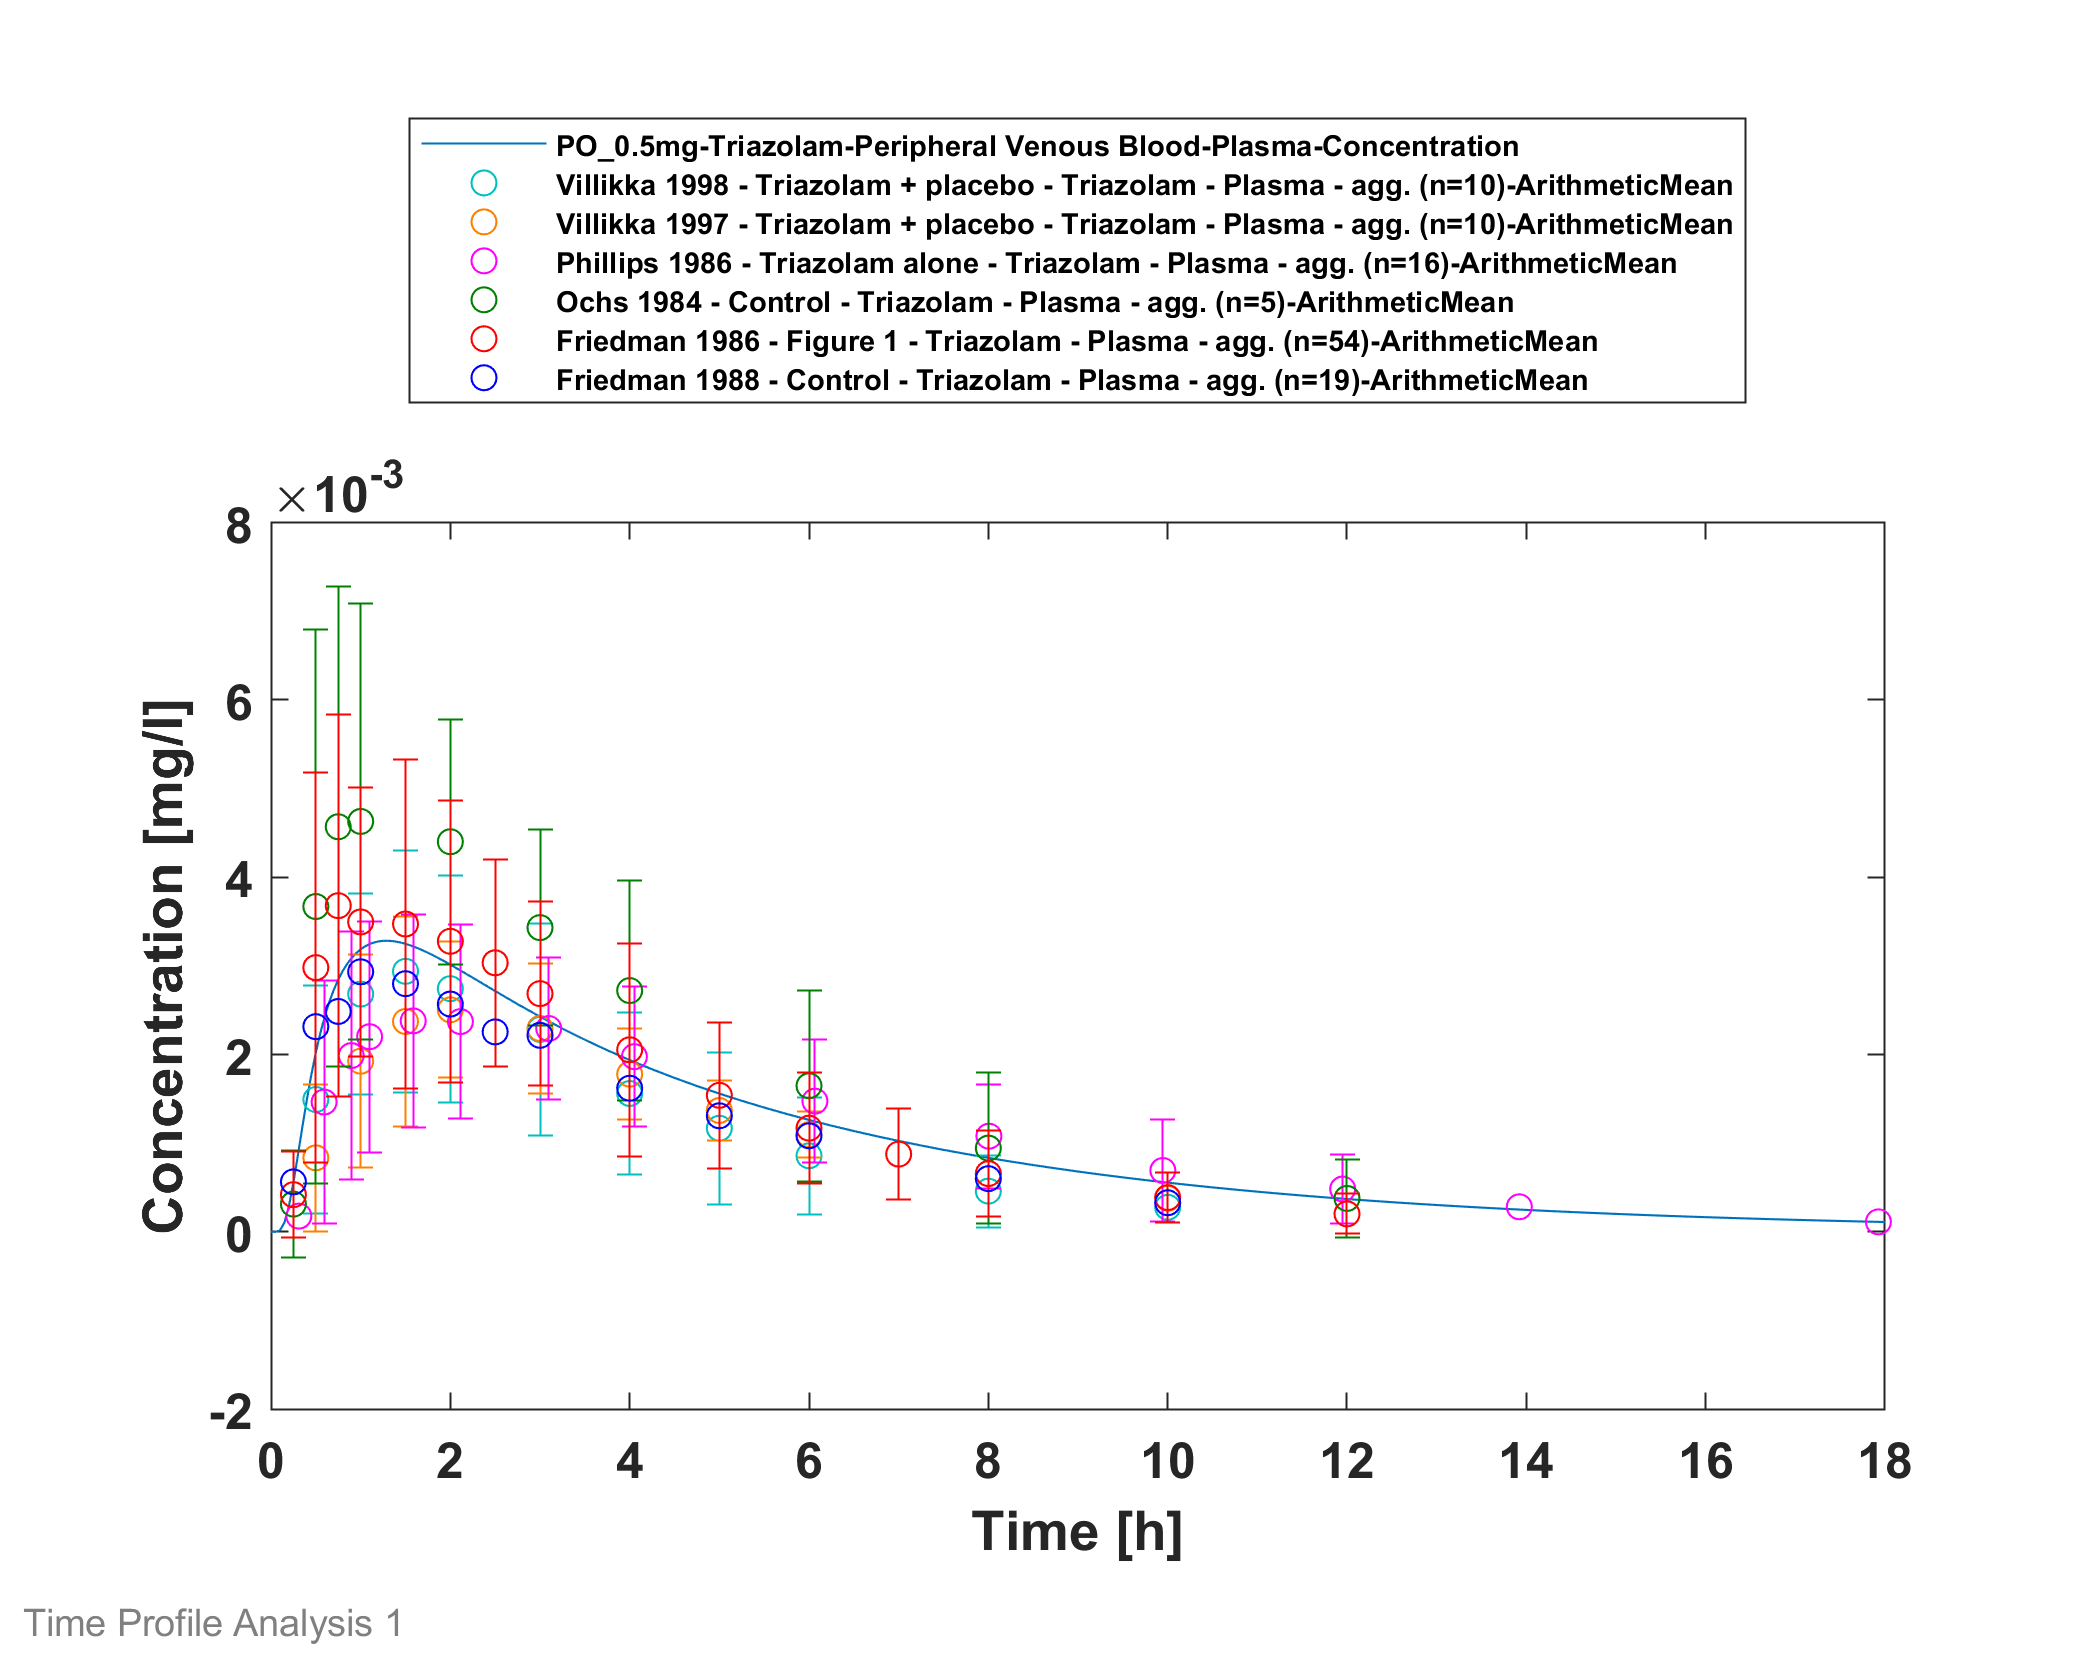 PO_0.5mg-Triazolam-Peripheral Venous Blood-Plasma-Concentration
Villikka 1998 - Triazolam + placebo - Triazolam - Plasma - agg. (n=10)-ArithmeticMean
Villikka 1997 - Triazolam + placebo - Triazolam - Plasma - agg. (n=10)-ArithmeticMean
Phillips 1986 - Triazolam alone - Triazolam - Plasma - agg. (n=16)-ArithmeticMean
Ochs 1984 - Control - Triazolam - Plasma - agg. (n=5)-ArithmeticMean
Friedman 1986 - Figure 1 - Triazolam - Plasma - agg. (n=54)-ArithmeticMean
Friedman 1988 - Control - Triazolam - Plasma - agg. (n=19)-ArithmeticMean
×10-3
8
6
4
2
0
-2
Concentration [mg/l]
0 2 4 6 8 10 12 14 16 18
Time [h]
Time Profile Analysis 1